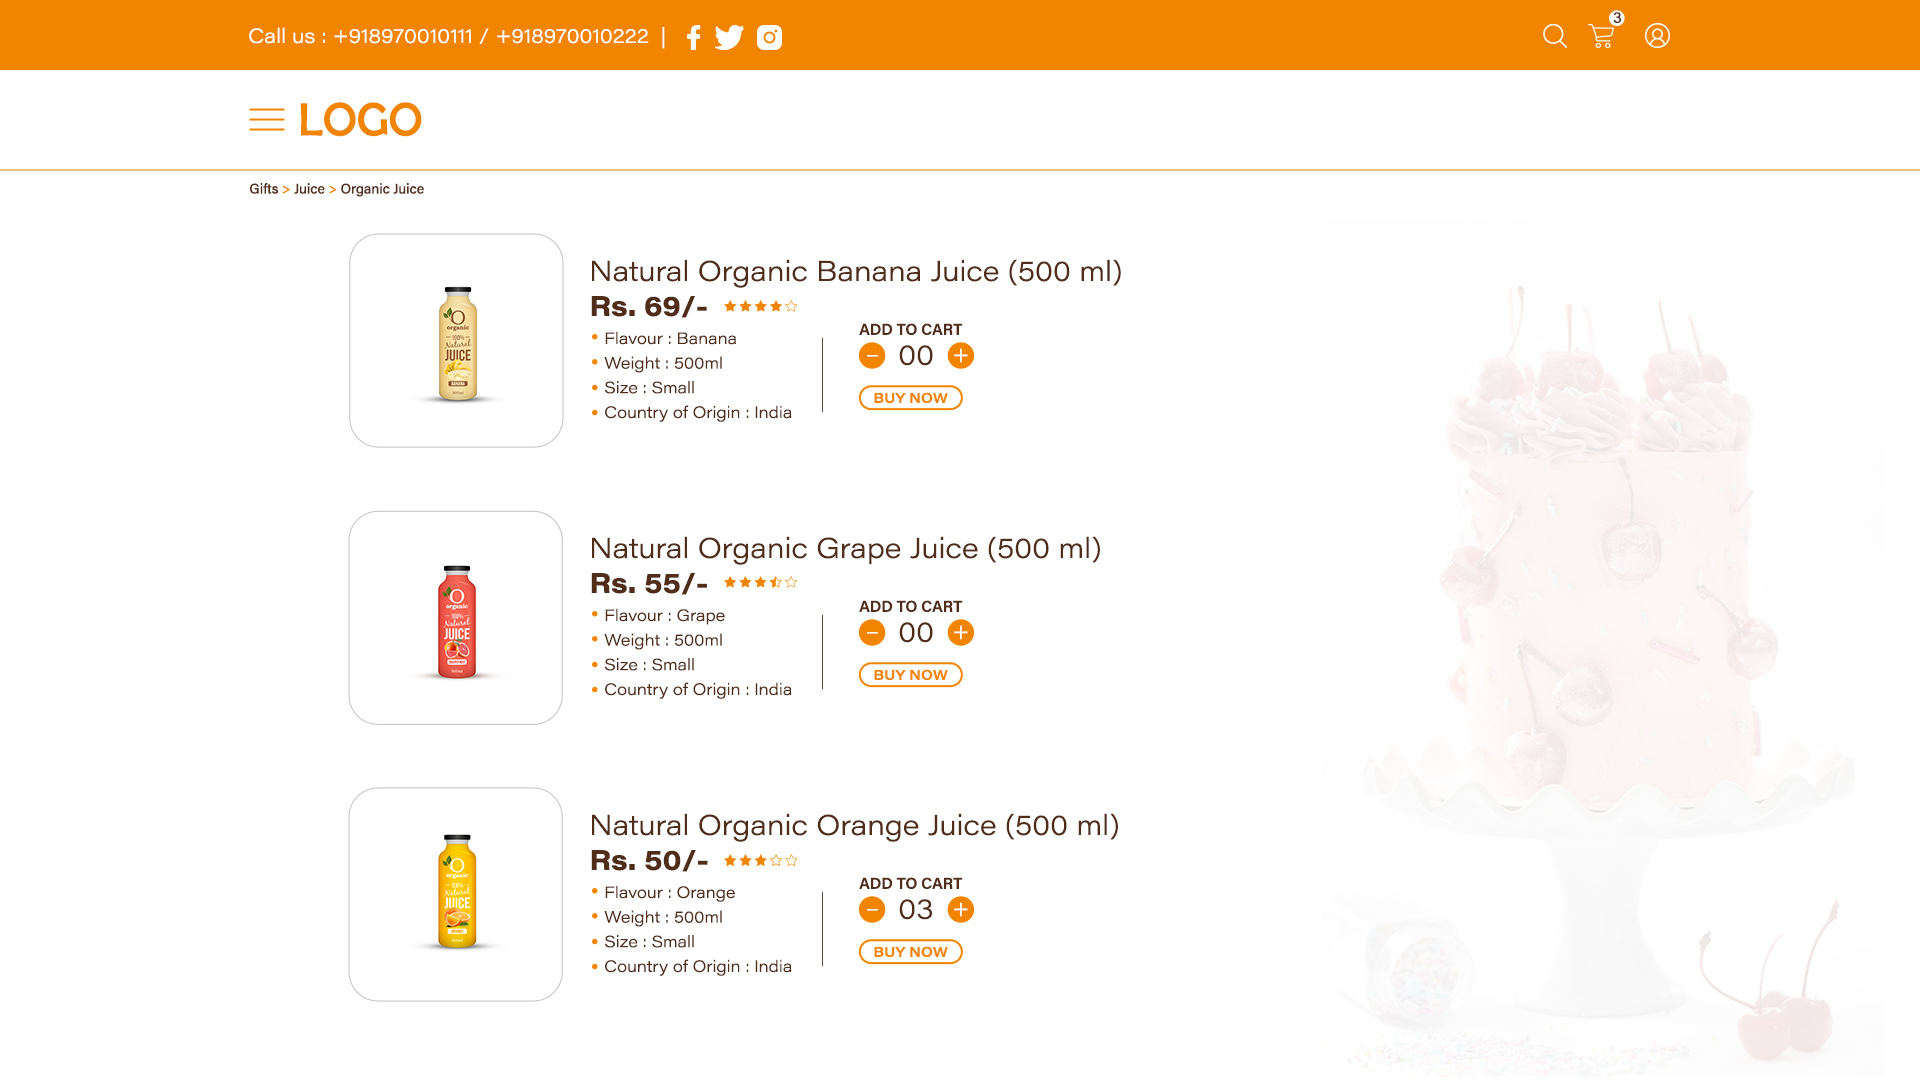 Call us : +918970010111 / +918970010222 |
3
LOGO
Gifts > Juice > Organic Juice
Natural Organic Banana Juice (500 ml)
Rs. 69/-
• Flavour : Banana
• Weight : 500ml
• Size : Small
• Country of Origin : India
ADD TO CART
− 00 +
BUY NOW
O
organic
100%
Natural
JUICE
BANANA
Natural Organic Grape Juice (500 ml)
Rs. 55/-
• Flavour : Grape
• Weight : 500ml
• Size : Small
• Country of Origin : India
ADD TO CART
− 00 +
BUY NOW
O
organic
100%
Natural
JUICE
Natural Organic Orange Juice (500 ml)
Rs. 50/-
• Flavour : Orange
• Weight : 500ml
• Size : Small
• Country of Origin : India
ADD TO CART
− 03 +
BUY NOW
O
organic
100%
Natural
JUICE